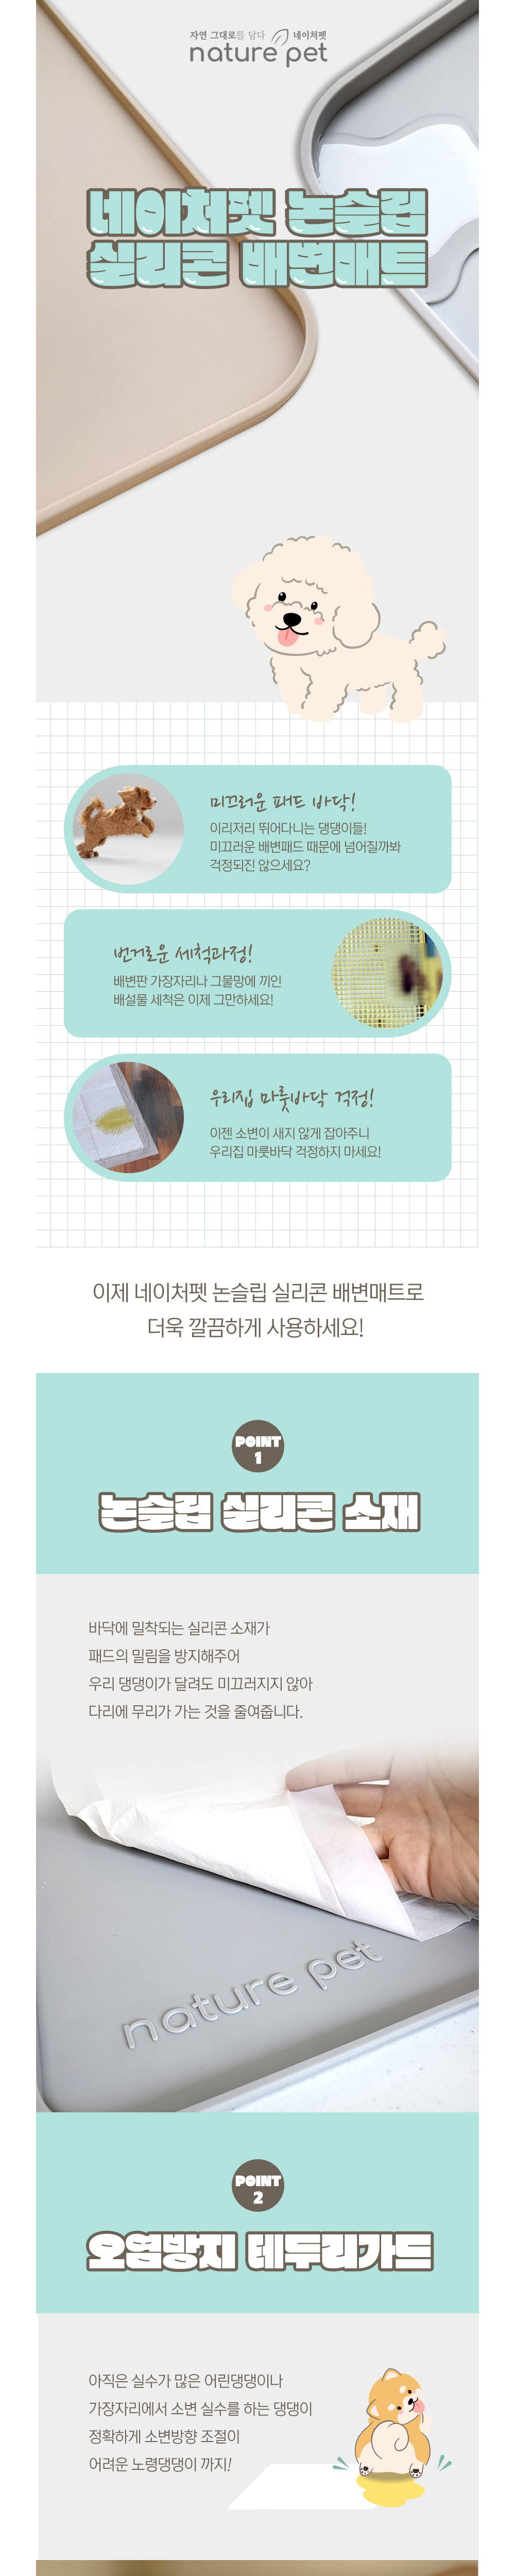 자연 그대로를 담다 네이처펫
nature pet
네이처펫 논슬립
실리콘 배변매트
미끄러운 패드 바닥!
이리저리 뛰어다니는 댕댕이들!
미끄러운 배변패드 때문에 넘어질까봐
걱정되진 않으세요?
번거로운 세척과정!
배변판 가장자리나 그물망에 끼인
배설물 세척은 이제 그만하세요!
우리집 마룻바닥 걱정!
이젠 소변이 새지 않게 잡아주니
우리집 마룻바닥 걱정하지 마세요!
이제 네이처펫 논슬립 실리콘 배변매트로
더욱 깔끔하게 사용하세요!
POINT
1
논슬립 실리콘 소재
바닥에 밀착되는 실리콘 소재가
패드의 밀림을 방지해주어
우리 댕댕이가 달려도 미끄러지지 않아
다리에 무리가 가는 것을 줄여줍니다.
nature pet
POINT
2
오염방지 테두리가드
아직은 실수가 많은 어린댕댕이나
가장자리에서 소변 실수를 하는 댕댕이
정확하게 소변방향 조절이
어려운 노령댕댕이 까지!